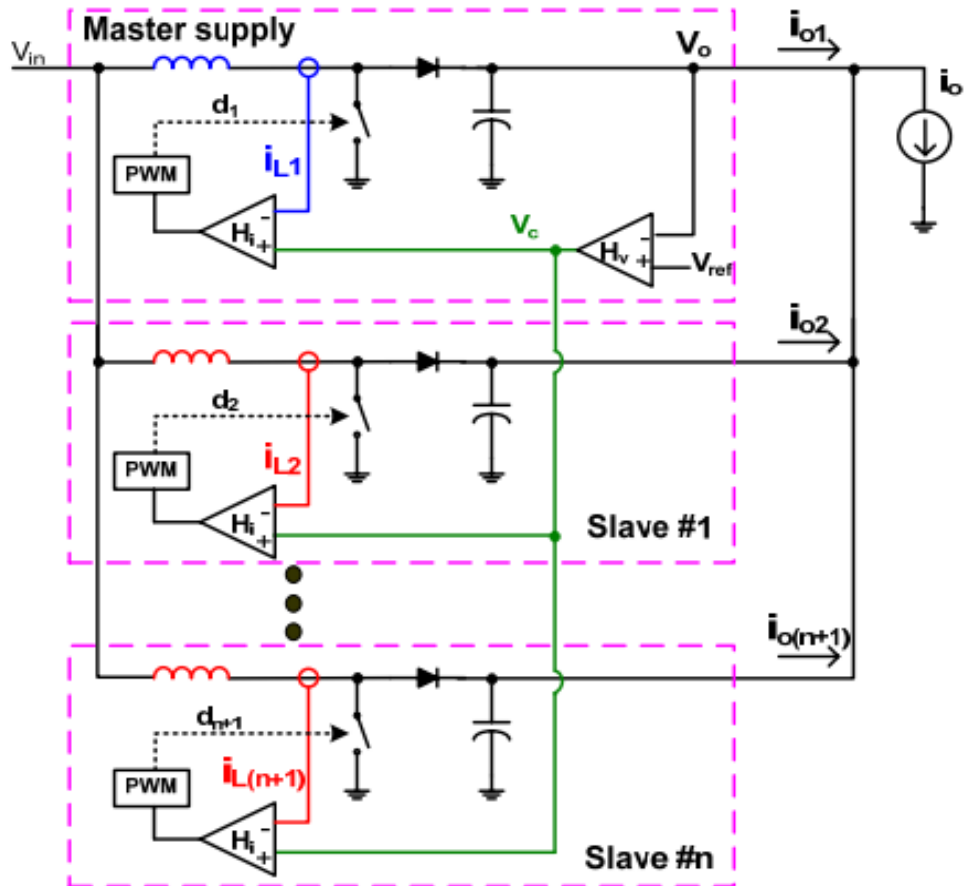 Master supply
Vin
Vo
io1
io
d1
PWM
iL1
Hi
-
+
Vc
Hv
-
+
Vref
io2
d2
PWM
iL2
Hi
-
+
Slave #1
io(n+1)
dn+1
PWM
iL(n+1)
Hi
-
+
Slave #n